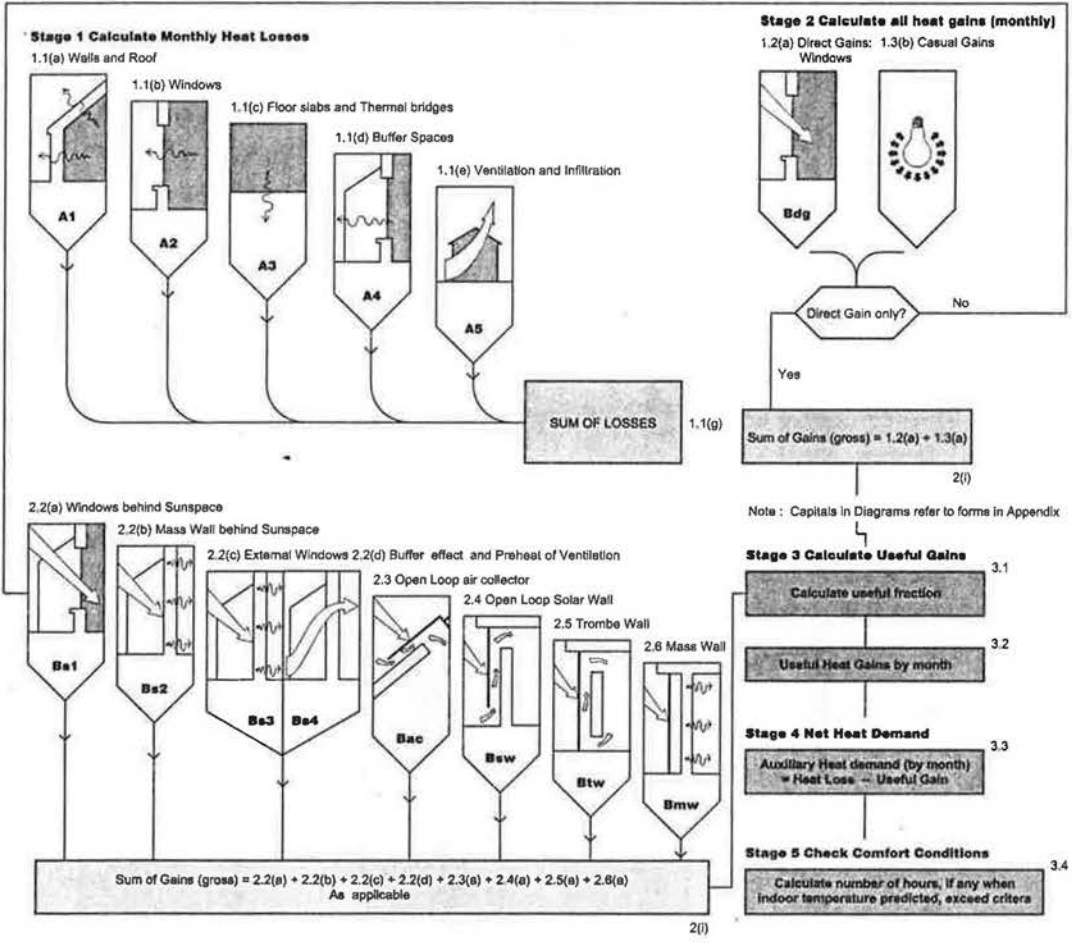 Stage 1 Calculate Monthly Heat Losses
1.1(a) Walls and Roof
1.1(b) Windows
1.1(c) Floor slabs and Thermal bridges
1.1(d) Buffer Spaces
1.1(e) Ventilation and Infiltration
A1
A2
A3
A4
A5
SUM OF LOSSES
1.1(g)
Stage 2 Calculate all heat gains (monthly)
1.2(a) Direct Gains:
Windows
1.3(b) Casual Gains
Bdg
Direct Gain only?
No
Yes
Sum of Gains (gross) = 1.2(a) + 1.3(a)
2(i)
Note : Capitals in Diagrams refer to forms in Appendix
2.2(a) Windows behind Sunspace
2.2(b) Mass Wall behind Sunspace
2.2(c) External Windows
2.2(d) Buffer effect and Preheat of Ventilation
2.3 Open Loop air collector
2.4 Open Loop Solar Wall
2.5 Trombe Wall
2.6 Mass Wall
Bs1
Bs2
Bs3
Bs4
Bac
Bsw
Btw
Bmw
Sum of Gains (gross) = 2.2(a) + 2.2(b) + 2.2(c) + 2.2(d) + 2.3(a) + 2.4(a) + 2.5(a) + 2.6(a)
As applicable
2(i)
Stage 3 Calculate Useful Gains
3.1
Calculate useful fraction
3.2
Useful Heat Gains by month
Stage 4 Net Heat Demand
3.3
Auxiliary Heat demand (by month)
= Heat Loss – Useful Gain
Stage 5 Check Comfort Conditions
3.4
Calculate number of hours, if any when
indoor temperature predicted, exceed critera